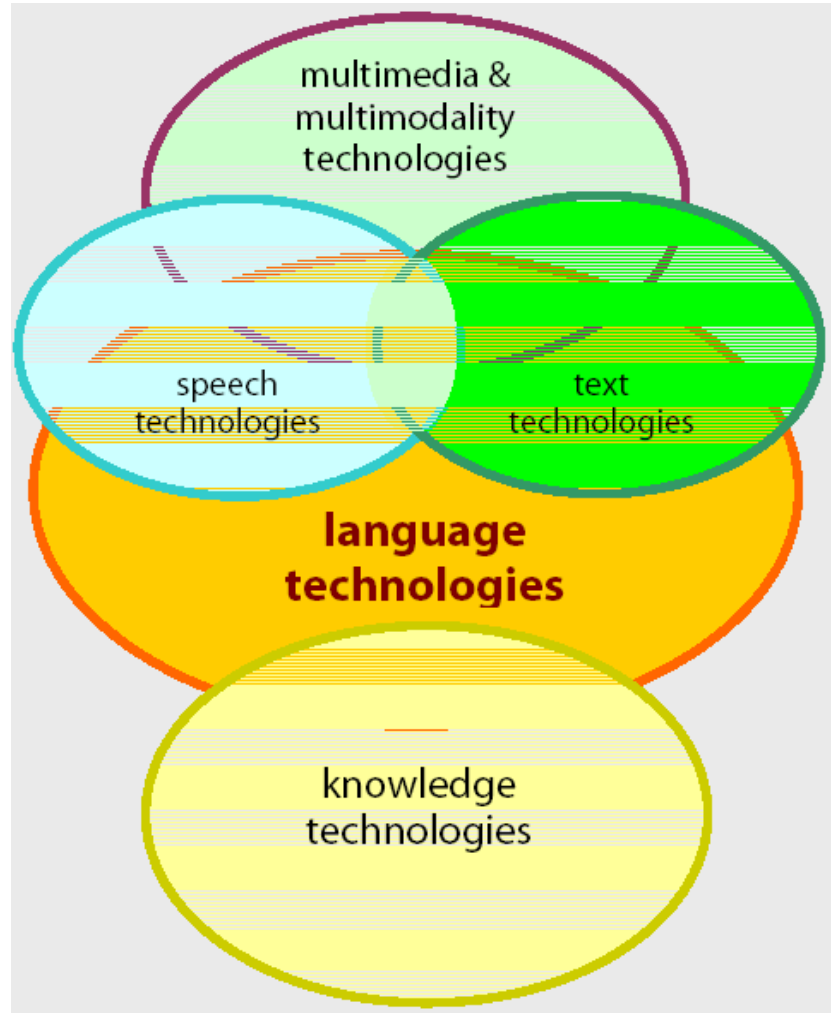 multimedia &
multimodality
technologies
speech
technologies
text
technologies
language
technologies
knowledge
technologies